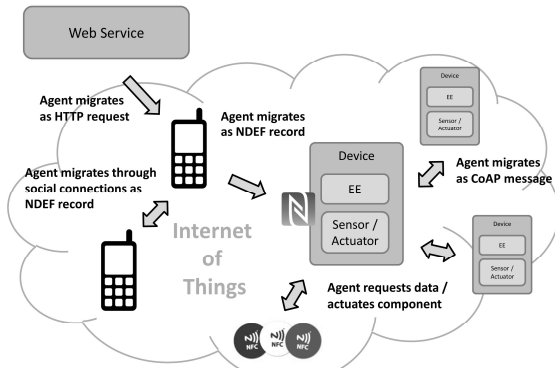 Web Service
Agent migrates
as HTTP request
Agent migrates
as NDEF record
Agent migrates through
social connections as
NDEF record
Internet
of
Things
Device
EE
Sensor /
Actuator
Device
EE
Sensor /
Actuator
Agent migrates
as CoAP message
Device
EE
Sensor /
Actuator
Agent requests data /
actuates component
NFC
NFC
NFC